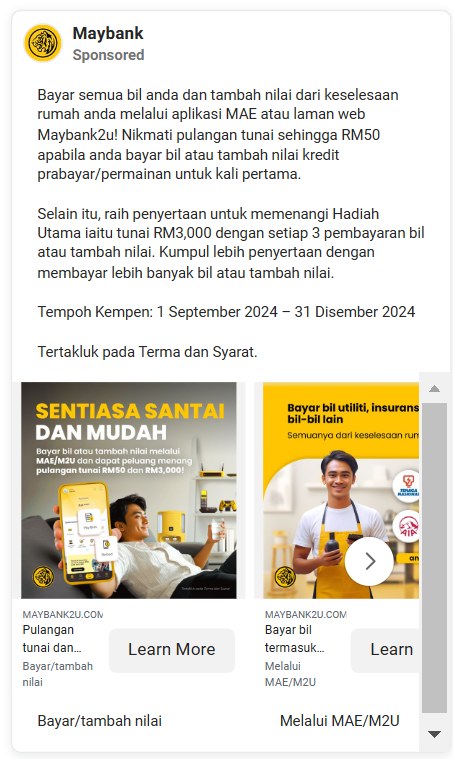 Maybank
Sponsored
Bayar semua bil anda dan tambah nilai dari keselesaan
rumah anda melalui aplikasi MAE atau laman web
Maybank2u! Nikmati pulangan tunai sehingga RM50
apabila anda bayar bil atau tambah nilai kredit
prabayar/permainan untuk kali pertama.
Selain itu, raih penyertaan untuk memenangi Hadiah
Utama iaitu tunai RM3,000 dengan setiap 3 pembayaran bil
atau tambah nilai. Kumpul lebih penyertaan dengan
membayar lebih banyak bil atau tambah nilai.
Tempoh Kempen: 1 September 2024 – 31 Disember 2024
Tertakluk pada Terma dan Syarat.
SENTIASA SANTAI
DAN MUDAH
Bayar bil atau tambah nilai melalui
MAE/M2U dan dapat peluang menang
pulangan tunai RM50 dan RM3,000!
Bayar bil utiliti, insurans
bil-bil lain
Semuanya dari keselesaan rum
TENAGA
NASIONAL
AIA
an
MAYBANK2U.COM
Pulangan
tunai dan...
Bayar/tambah
nilai
Learn More
MAYBANK2U.COM
Bayar bil
termasuk...
Melalui
MAE/M2U
Learn
Bayar/tambah nilai
Melalui MAE/M2U